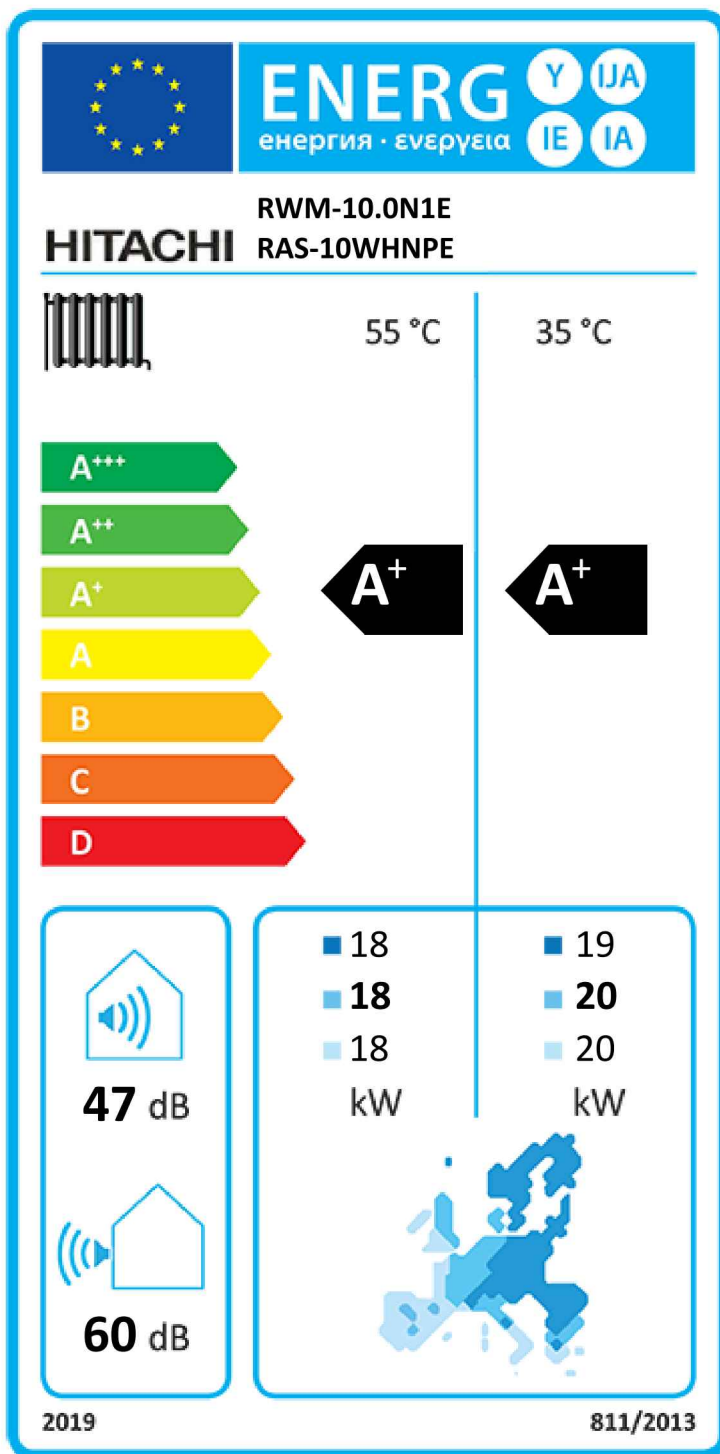 ENERG Y IJA
енергия · ενεργεια IE IA
RWM-10.0N1E
HITACHI RAS-10WHNPE
55 °C 35 °C
A+++
A++
A+ A+ A+
A
B
C
D
18 19
18 20
18 20
47 dB kW kW
60 dB
2019 811/2013